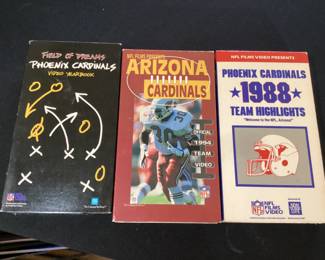 FIELD OF DREAMS
PHOENIX CARDINALS
VIDEO YEARBOOK
NFL FILMS PRESENTS
ARIZONA
CARDINALS
OFFICIAL
1994
TEAM
VIDEO
NFL FILMS VIDEO PRESENTS
PHOENIX CARDINALS
1988
TEAM HIGHLIGHTS
"Welcome to the NFL, Arizona!"
NFL FILMS
VIDEO